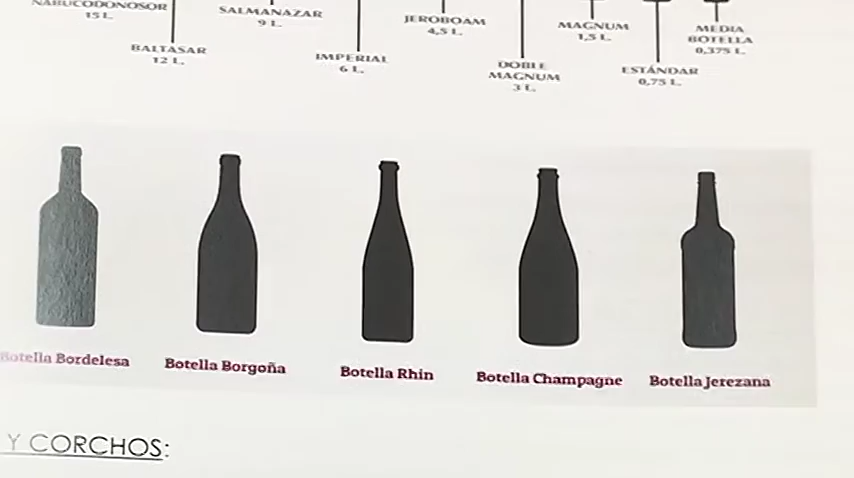 NABUCODONOSOR
15 L.
BALTASAR
12 L.
SALMANAZAR
9 L.
IMPERIAL
6 L.
JEROBOAM
4,5 L.
DOBLE
MAGNUM
3 L.
MAGNUM
1,5 L.
ESTÁNDAR
0,75 L.
MEDIA
BOTELLA
0,375 L.
Botella Bordelesa
Botella Borgoña
Botella Rhin
Botella Champagne
Botella Jerezana
Y CORCHOS: